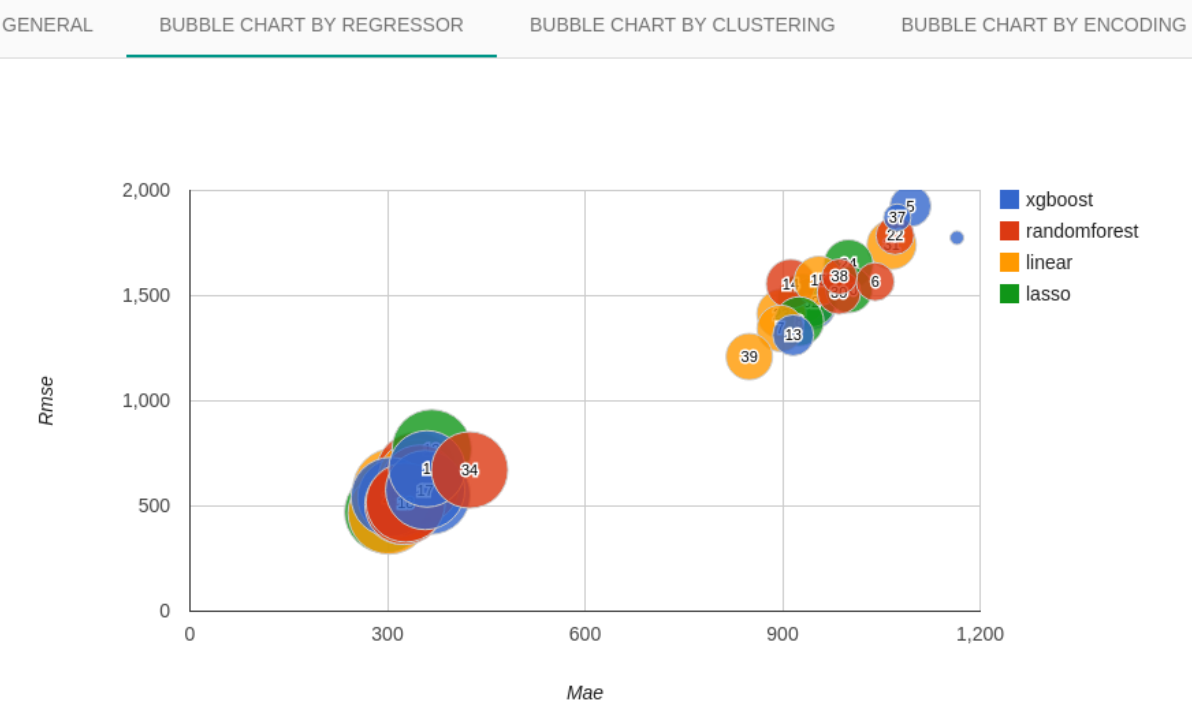 GENERAL BUBBLE CHART BY REGRESSOR BUBBLE CHART BY CLUSTERING BUBBLE CHART BY ENCODING
2,000
1,500
1,000
500
0
Rmse
5
37
22
38
6
13
39
1
17
34
xgboost
randomforest
linear
lasso
0 300 600 900 1,200
Mae